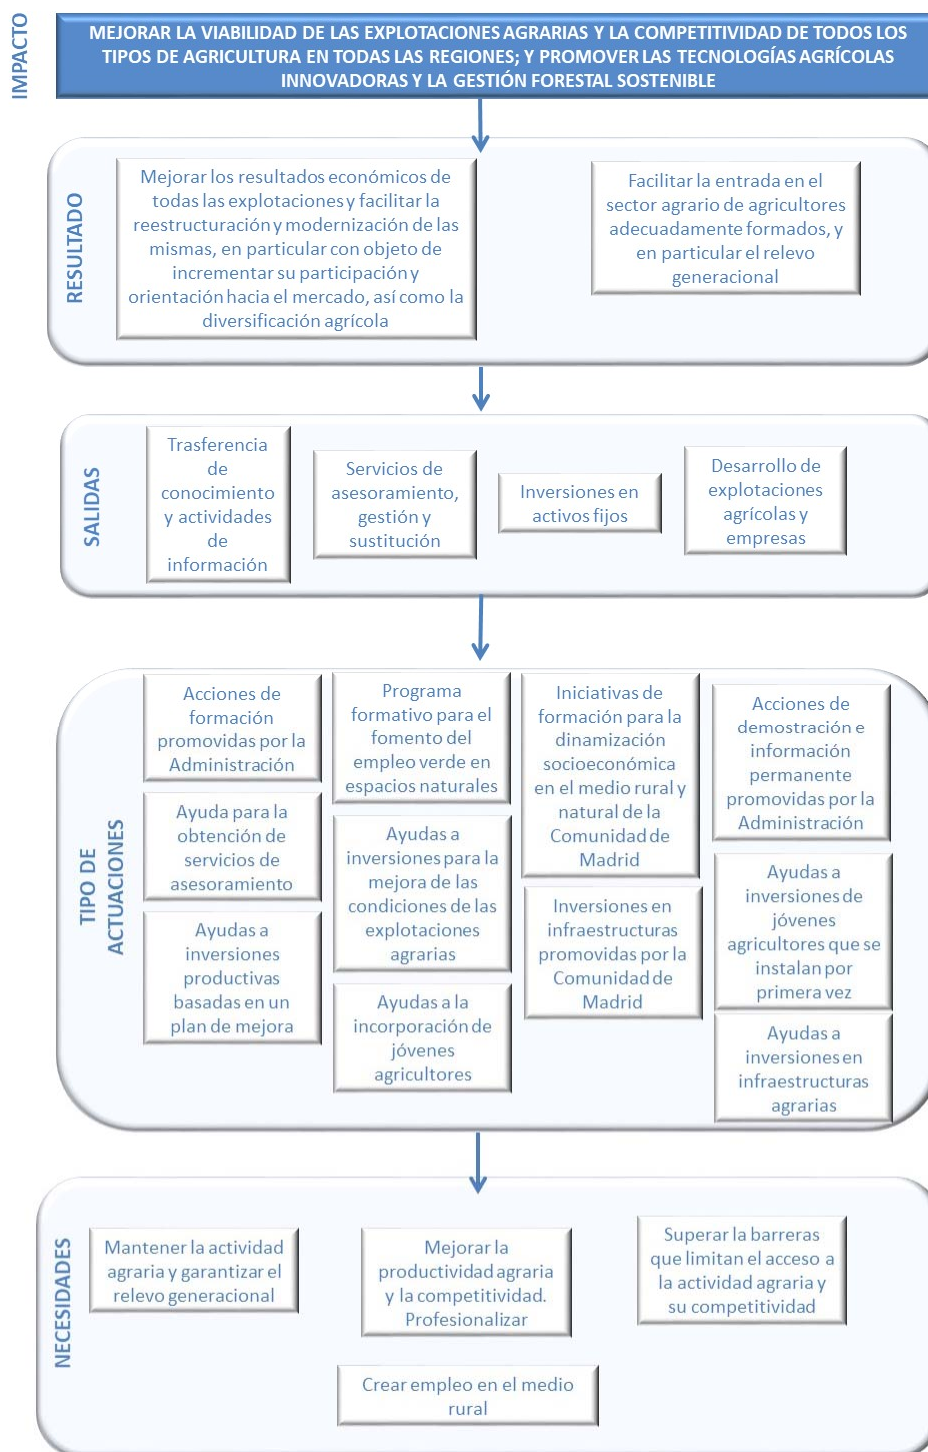 IMPACTO
MEJORAR LA VIABILIDAD DE LAS EXPLOTACIONES AGRARIAS Y LA COMPETITIVIDAD DE TODOS LOS
TIPOS DE AGRICULTURA EN TODAS LAS REGIONES; Y PROMOVER LAS TECNOLOGÍAS AGRÍCOLAS
INNOVADORAS Y LA GESTIÓN FORESTAL SOSTENIBLE
RESULTADO
Mejorar los resultados económicos de
todas las explotaciones y facilitar la
reestructuración y modernización de las
mismas, en particular con objeto de
incrementar su participación y
orientación hacia el mercado, así como la
diversificación agrícola
Facilitar la entrada en el
sector agrario de agricultores
adecuadamente formados, y
en particular el relevo
generacional
SALIDAS
Trasferencia
de
conocimiento
y actividades
de
información
Servicios de
asesoramiento,
gestión y
sustitución
Inversiones en
activos fijos
Desarrollo de
explotaciones
agrícolas y
empresas
TIPO DE
ACTUACIONES
Acciones de
formación
promovidas por la
Administración
Programa
formativo para el
fomento del
empleo verde en
espacios naturales
Iniciativas de
formación para la
dinamización
socioeconómica
en el medio rural y
natural de la
Comunidad de
Madrid
Acciones de
demostración e
información
permanente
promovidas por la
Administración
Ayuda para la
obtención de
servicios de
asesoramiento
Ayudas a
inversiones para la
mejora de las
condiciones de las
explotaciones
agrarias
Inversiones en
infraestructuras
promovidas por la
Comunidad de
Madrid
Ayudas a
inversiones de
jóvenes
agricultores que se
instalan por
primera vez
Ayudas a
inversiones
productivas
basadas en un
plan de mejora
Ayudas a la
incorporación de
jóvenes
agricultores
Ayudas a
inversiones en
infraestructuras
agrarias
NECESIDADES
Mantener la actividad
agraria y garantizar el
relevo generacional
Mejorar la
productividad agraria
y la competitividad.
Profesionalizar
Superar la barreras
que limitan el acceso a
la actividad agraria y
su competitividad
Crear empleo en el medio
rural